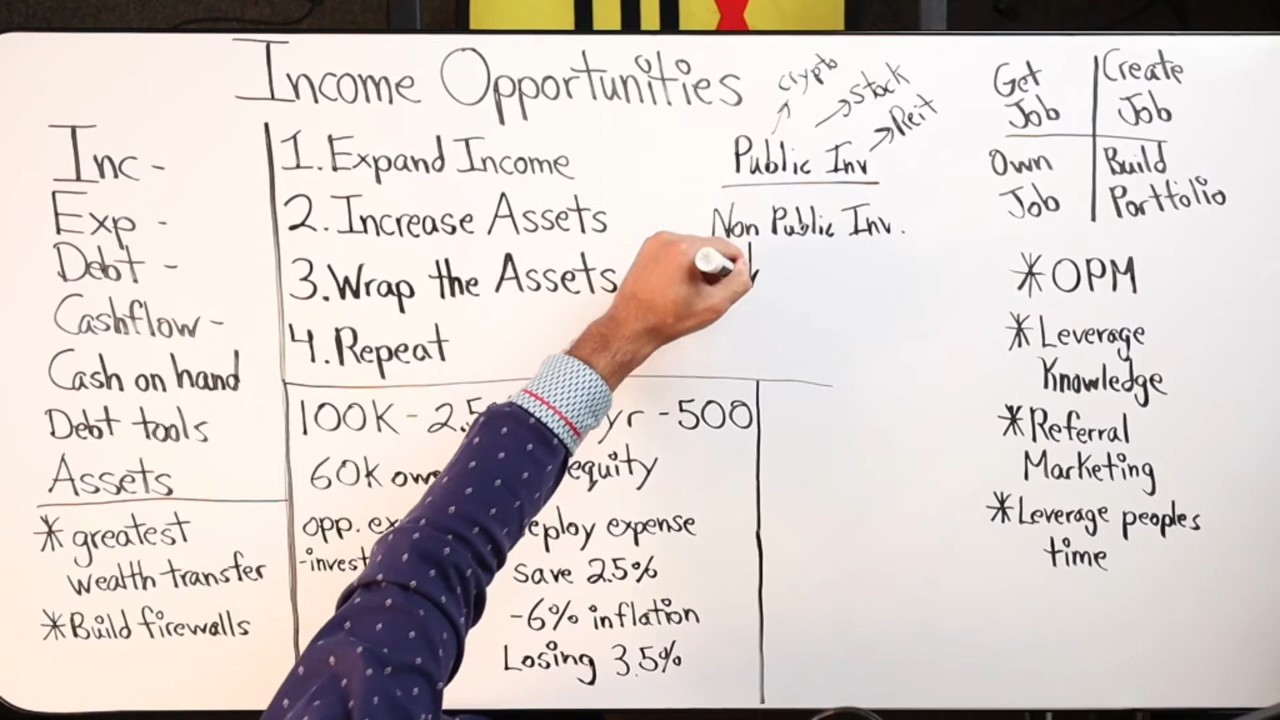 Income Opportunities
Inc -
Exp -
Debt -
Cashflow -
Cash on hand
Debt tools
Assets
* greatest
wealth transfer
* Build firewalls
1. Expand Income
2. Increase Assets
3. Wrap the Assets
4. Repeat
100K - 2.5 yr - 500
60K equity
opp. expense
Save 2.5%
- 6% inflation
Losing 3.5%
crypto
Stock
Reit
Public Inv
Non Public Inv.
Get Job
Create Job
Own Job
Build Portfolio
* OPM
* Leverage
Knowledge
* Referral
Marketing
* Leverage peoples
time